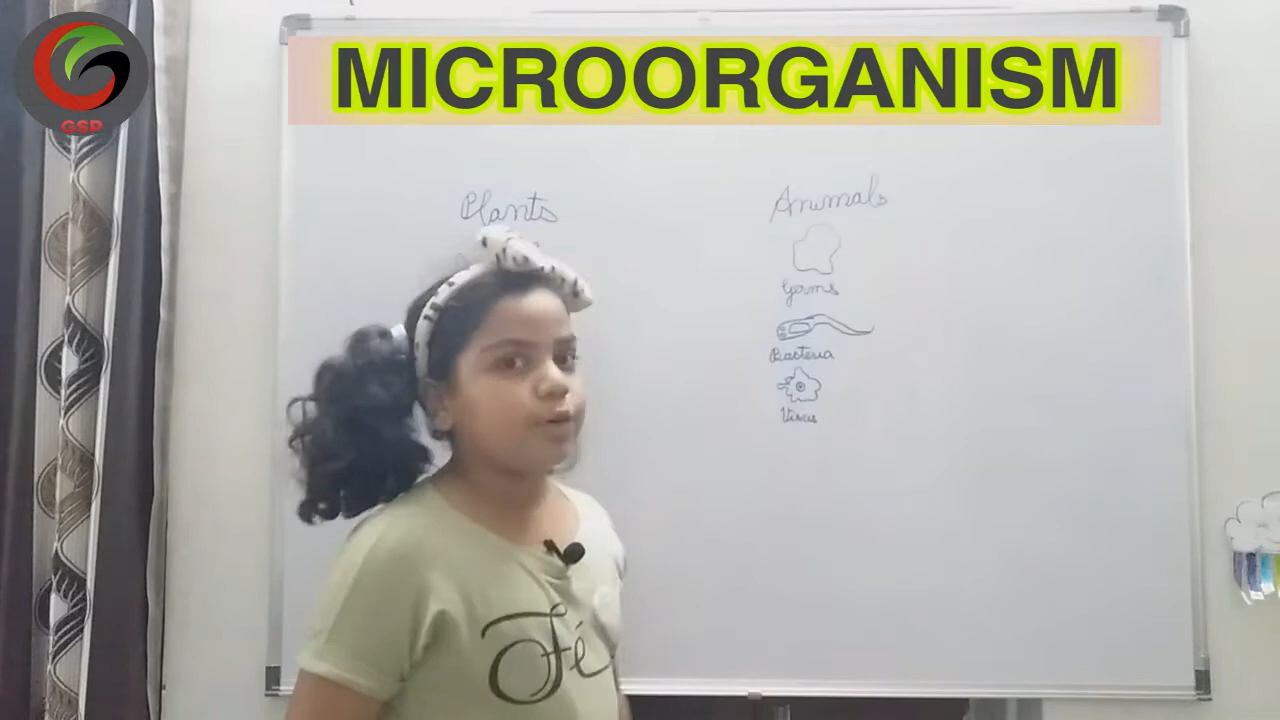 MICROORGANISM
GSP
Plants
Animals
Germs
Bacteria
Virus
Fé